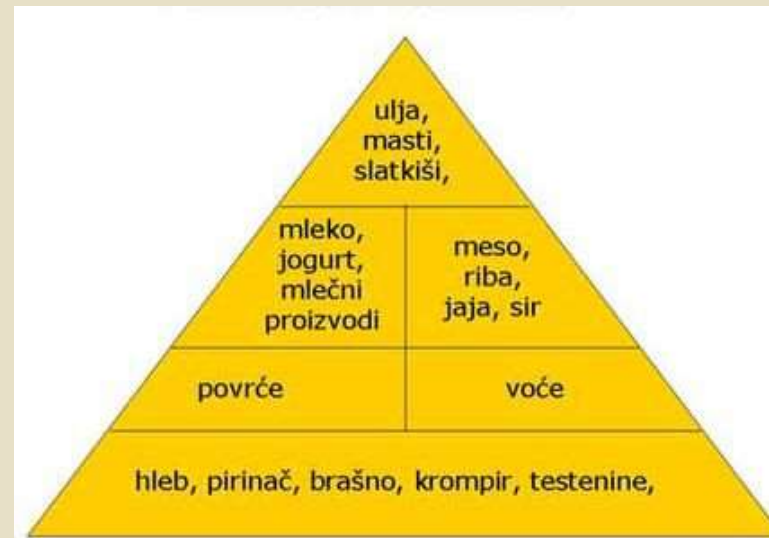 ulja,
masti,
slatkiši,
mleko,
jogurt,
mlečni
proizvodi
meso,
riba,
jaja, sir
povrće
voće
hleb, pirinač, brašno, krompir, testenine,